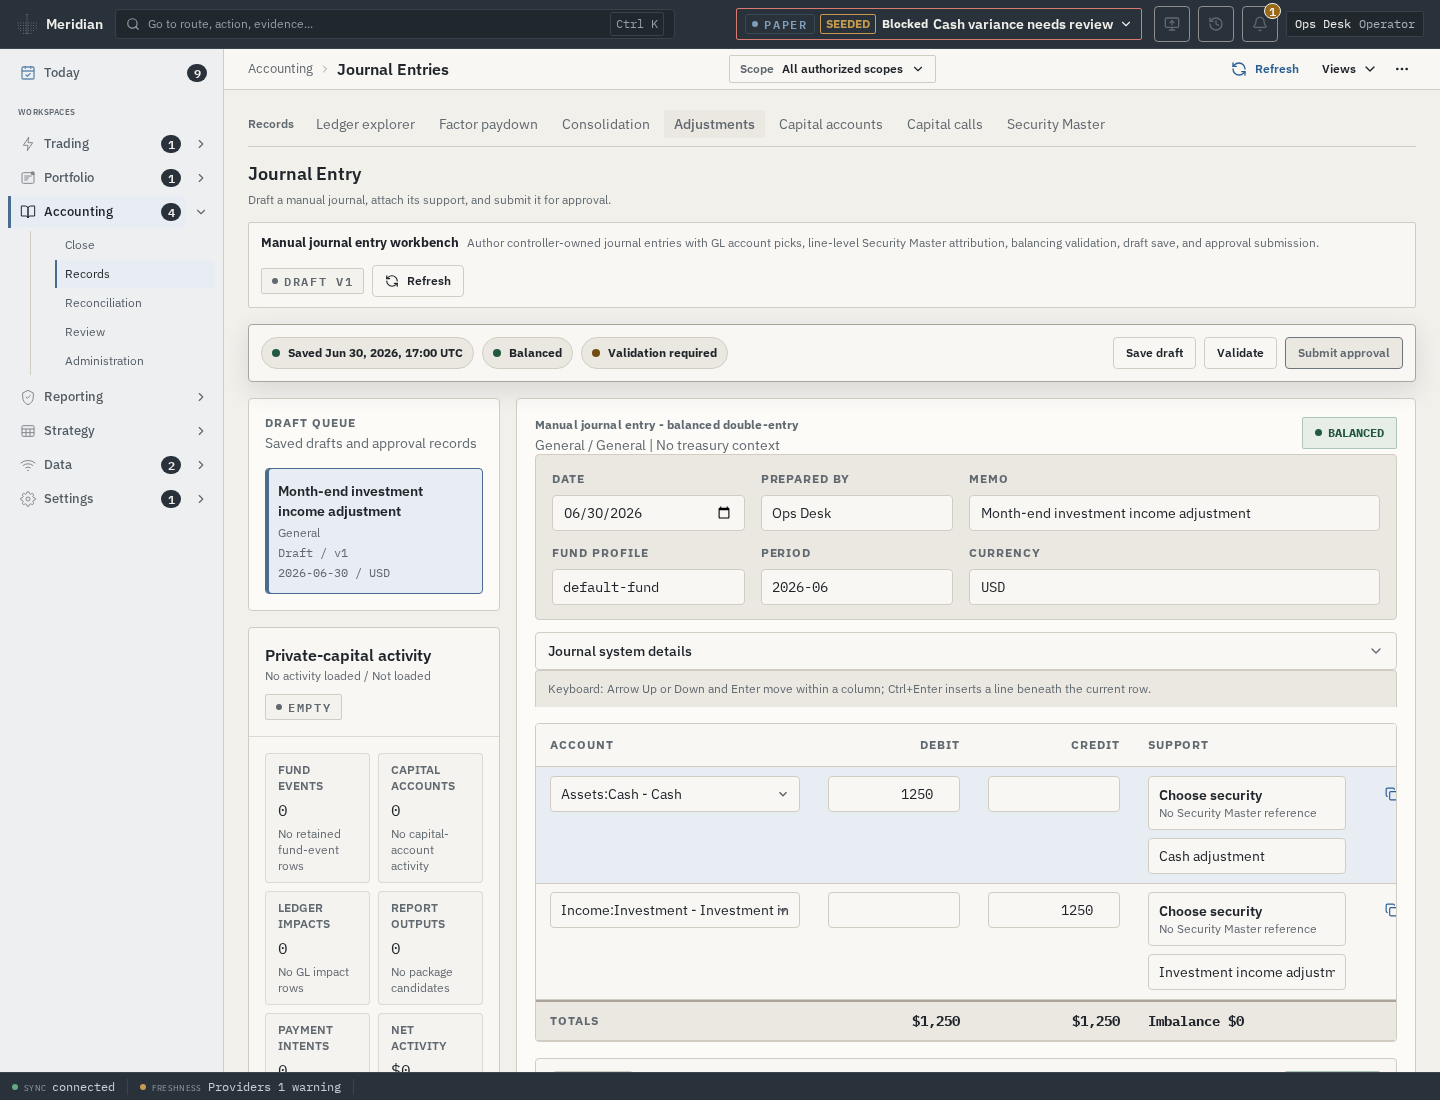 Meridian
Go to route, action, evidence...
Ctrl K
PAPER
SEEDED
Blocked Cash variance needs review
1
Ops Desk Operator
Today
9
WORKSPACES
Trading
1
Portfolio
1
Accounting
4
Close
Records
Reconciliation
Review
Administration
Reporting
Strategy
Data
2
Settings
1
Accounting
Journal Entries
Scope All authorized scopes
Refresh
Views
Records
Ledger explorer
Factor paydown
Consolidation
Adjustments
Capital accounts
Capital calls
Security Master
Journal Entry
Draft a manual journal, attach its support, and submit it for approval.
Manual journal entry workbench Author controller-owned journal entries with GL account picks, line-level Security Master attribution, balancing validation, draft save, and approval submission.
DRAFT V1
Refresh
Saved Jun 30, 2026, 17:00 UTC
Balanced
Validation required
Save draft
Validate
Submit approval
DRAFT QUEUE
Saved drafts and approval records
Month-end investment
income adjustment
General
Draft / v1
2026-06-30 / USD
Private-capital activity
No activity loaded / Not loaded
EMPTY
FUND
EVENTS
0
No retained
fund-event
rows
CAPITAL
ACCOUNTS
0
No capital-
account
activity
LEDGER
IMPACTS
0
No GL impact
rows
REPORT
OUTPUTS
0
No package
candidates
PAYMENT
INTENTS
0
NET
ACTIVITY
$0
Manual journal entry - balanced double-entry
General / General | No treasury context
BALANCED
DATE
06/30/2026
PREPARED BY
Ops Desk
MEMO
Month-end investment income adjustment
FUND PROFILE
default-fund
PERIOD
2026-06
CURRENCY
USD
Journal system details
Keyboard: Arrow Up or Down and Enter move within a column; Ctrl+Enter inserts a line beneath the current row.
ACCOUNT
DEBIT
CREDIT
SUPPORT
Assets:Cash - Cash
1250
Choose security
No Security Master reference
Cash adjustment
Income:Investment - Investment in
1250
Choose security
No Security Master reference
Investment income adjustm
TOTALS
$1,250
$1,250
Imbalance $0
SYNC connected
FRESHNESS Providers 1 warning